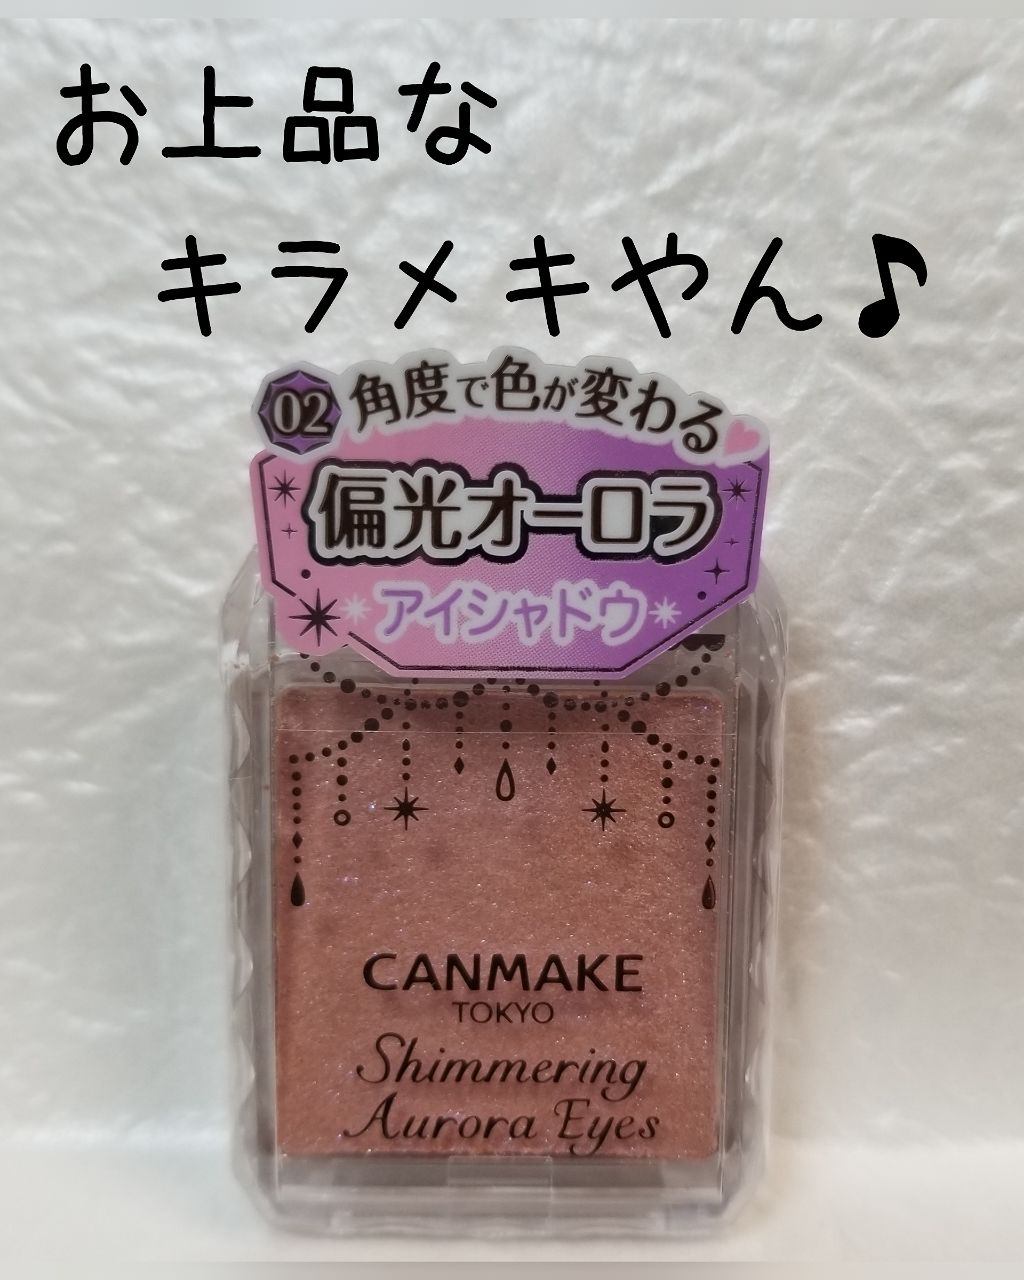 お上品な
キラメキやん♪
02 角度で色が変わる
偏光オーロラ
アイシャドウ
CANMAKE
TOKYO
Shimmering
Aurora Eyes